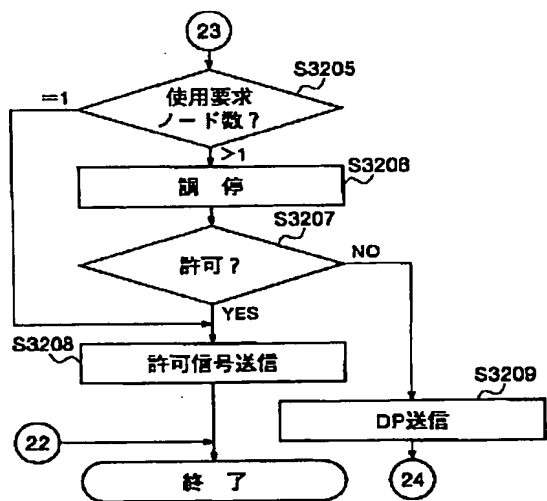 23
S3205
=1
使用要求
ノード数?
>1
S3206
調 停
S3207
許可?
NO
YES
S3208
許可信号送信
S3209
DP送信
22
24
終 了